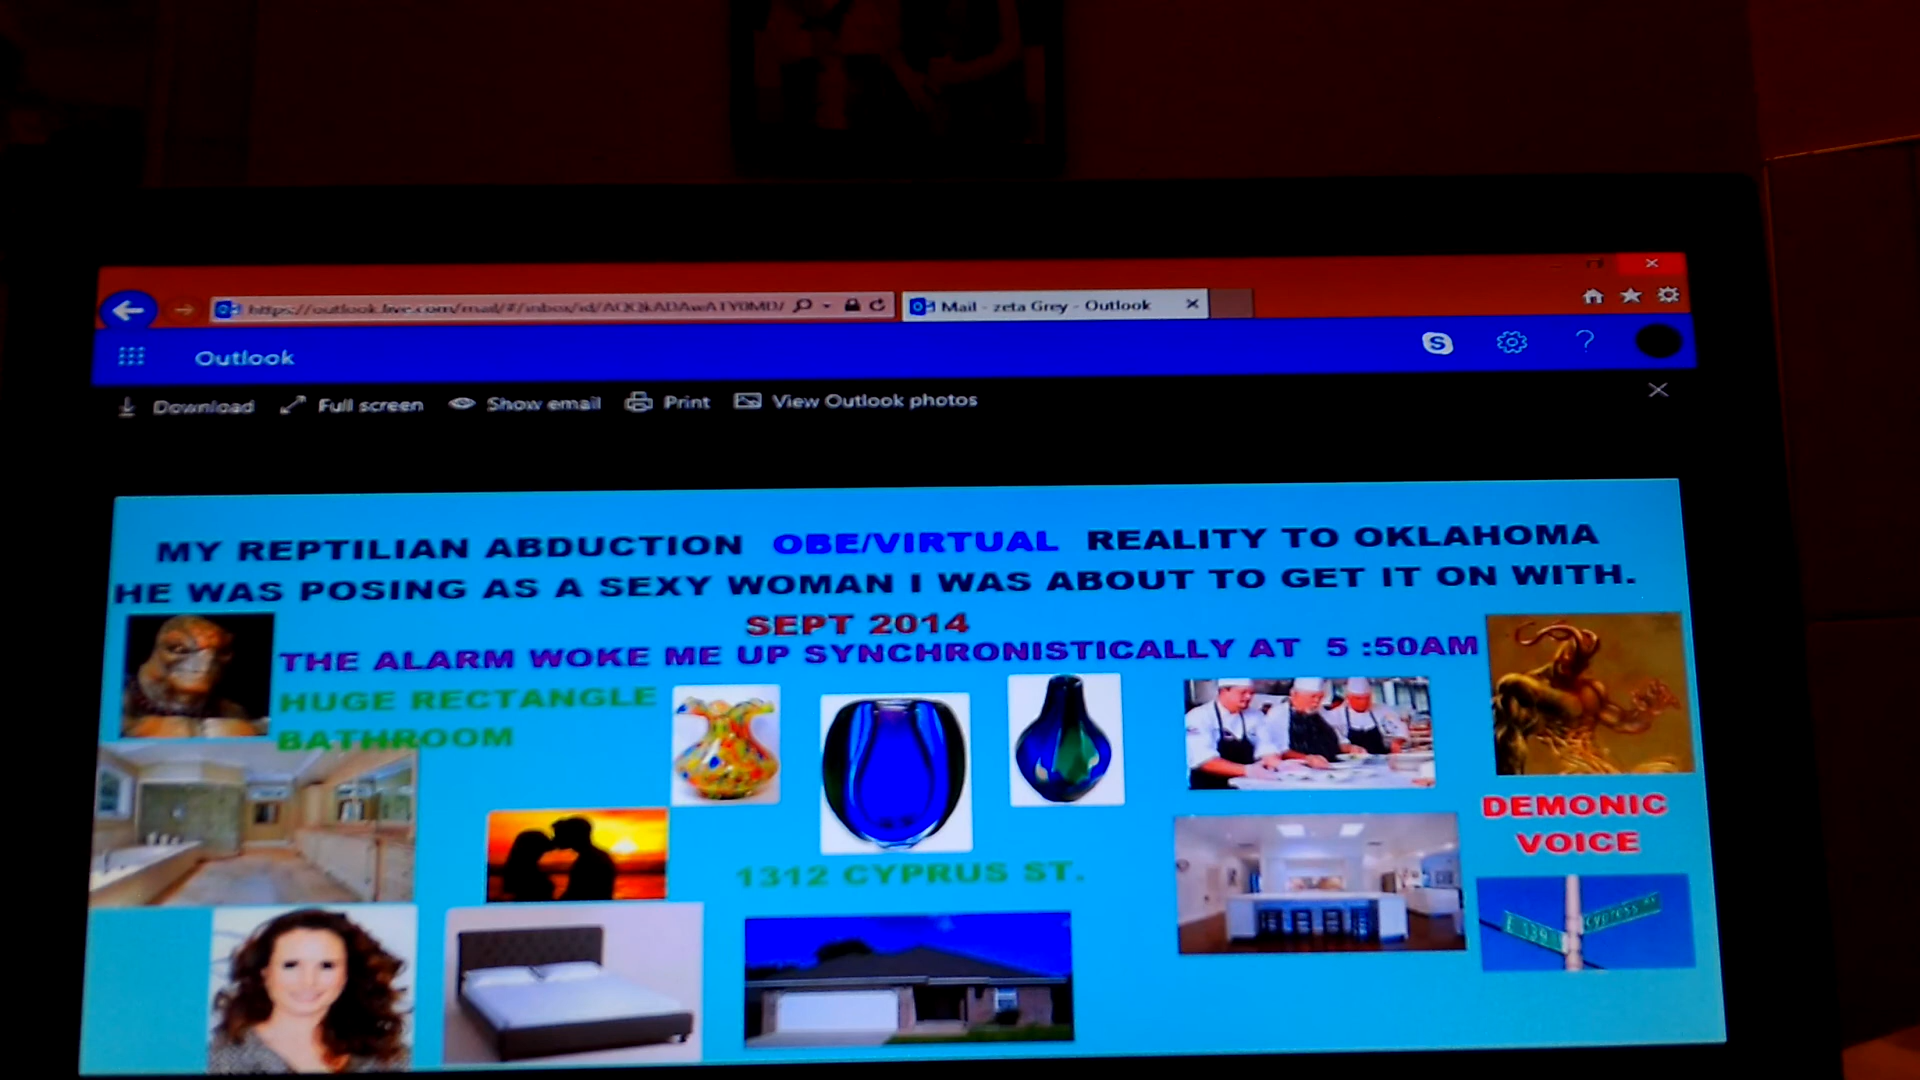 Mail - zeta Grey - Outlook
Outlook
Download Full screen Show email Print View Outlook photos
MY REPTILIAN ABDUCTION OBE/VIRTUAL REALITY TO OKLAHOMA
HE WAS POSING AS A SEXY WOMAN I WAS ABOUT TO GET IT ON WITH.
SEPT 2014
THE ALARM WOKE ME UP SYNCHRONISTICALLY AT 5 :50AM
HUGE RECTANGLE
BATHROOM
DEMONIC
VOICE
1312 CYPRUS ST.